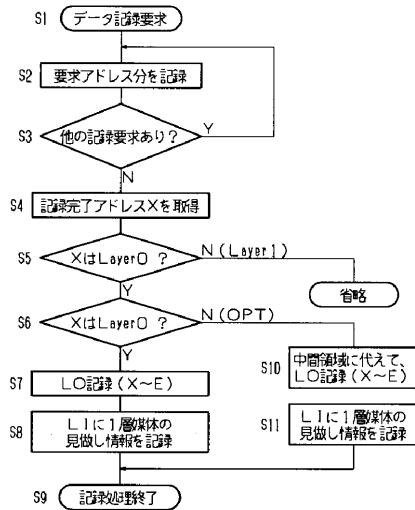 S1 データ記録要求
S2 要求アドレス分を記録
S3 他の記録要求あり? Y
N
S4 記録完了アドレスXを取得
S5 XはLayer0 ? N(Layer1)
Y
省略
S6 XはLayer0 ? N(OPT)
Y
S7 L0記録(X~E)
S10 中間領域に代えて、
L0記録(X~E)
S8 L1に1層媒体の
見做し情報を記録
S11 L1に1層媒体の
見做し情報を記録
S9 記録処理終了